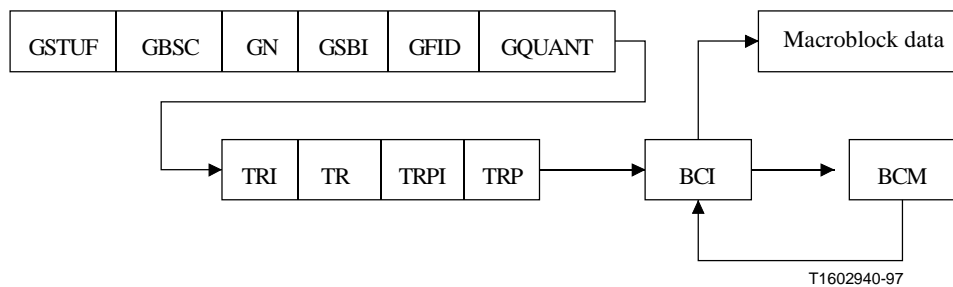 GSTUF GBSC GN GSBI GFID GQUANT Macroblock data
TRI TR TRPI TRP BCI BCM
T1602940-97